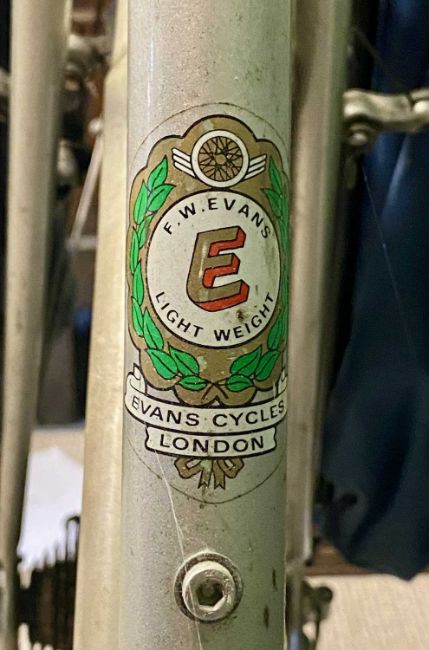 F.W.EVANS
E
LIGHT WEIGHT
EVANS CYCLES
LONDON